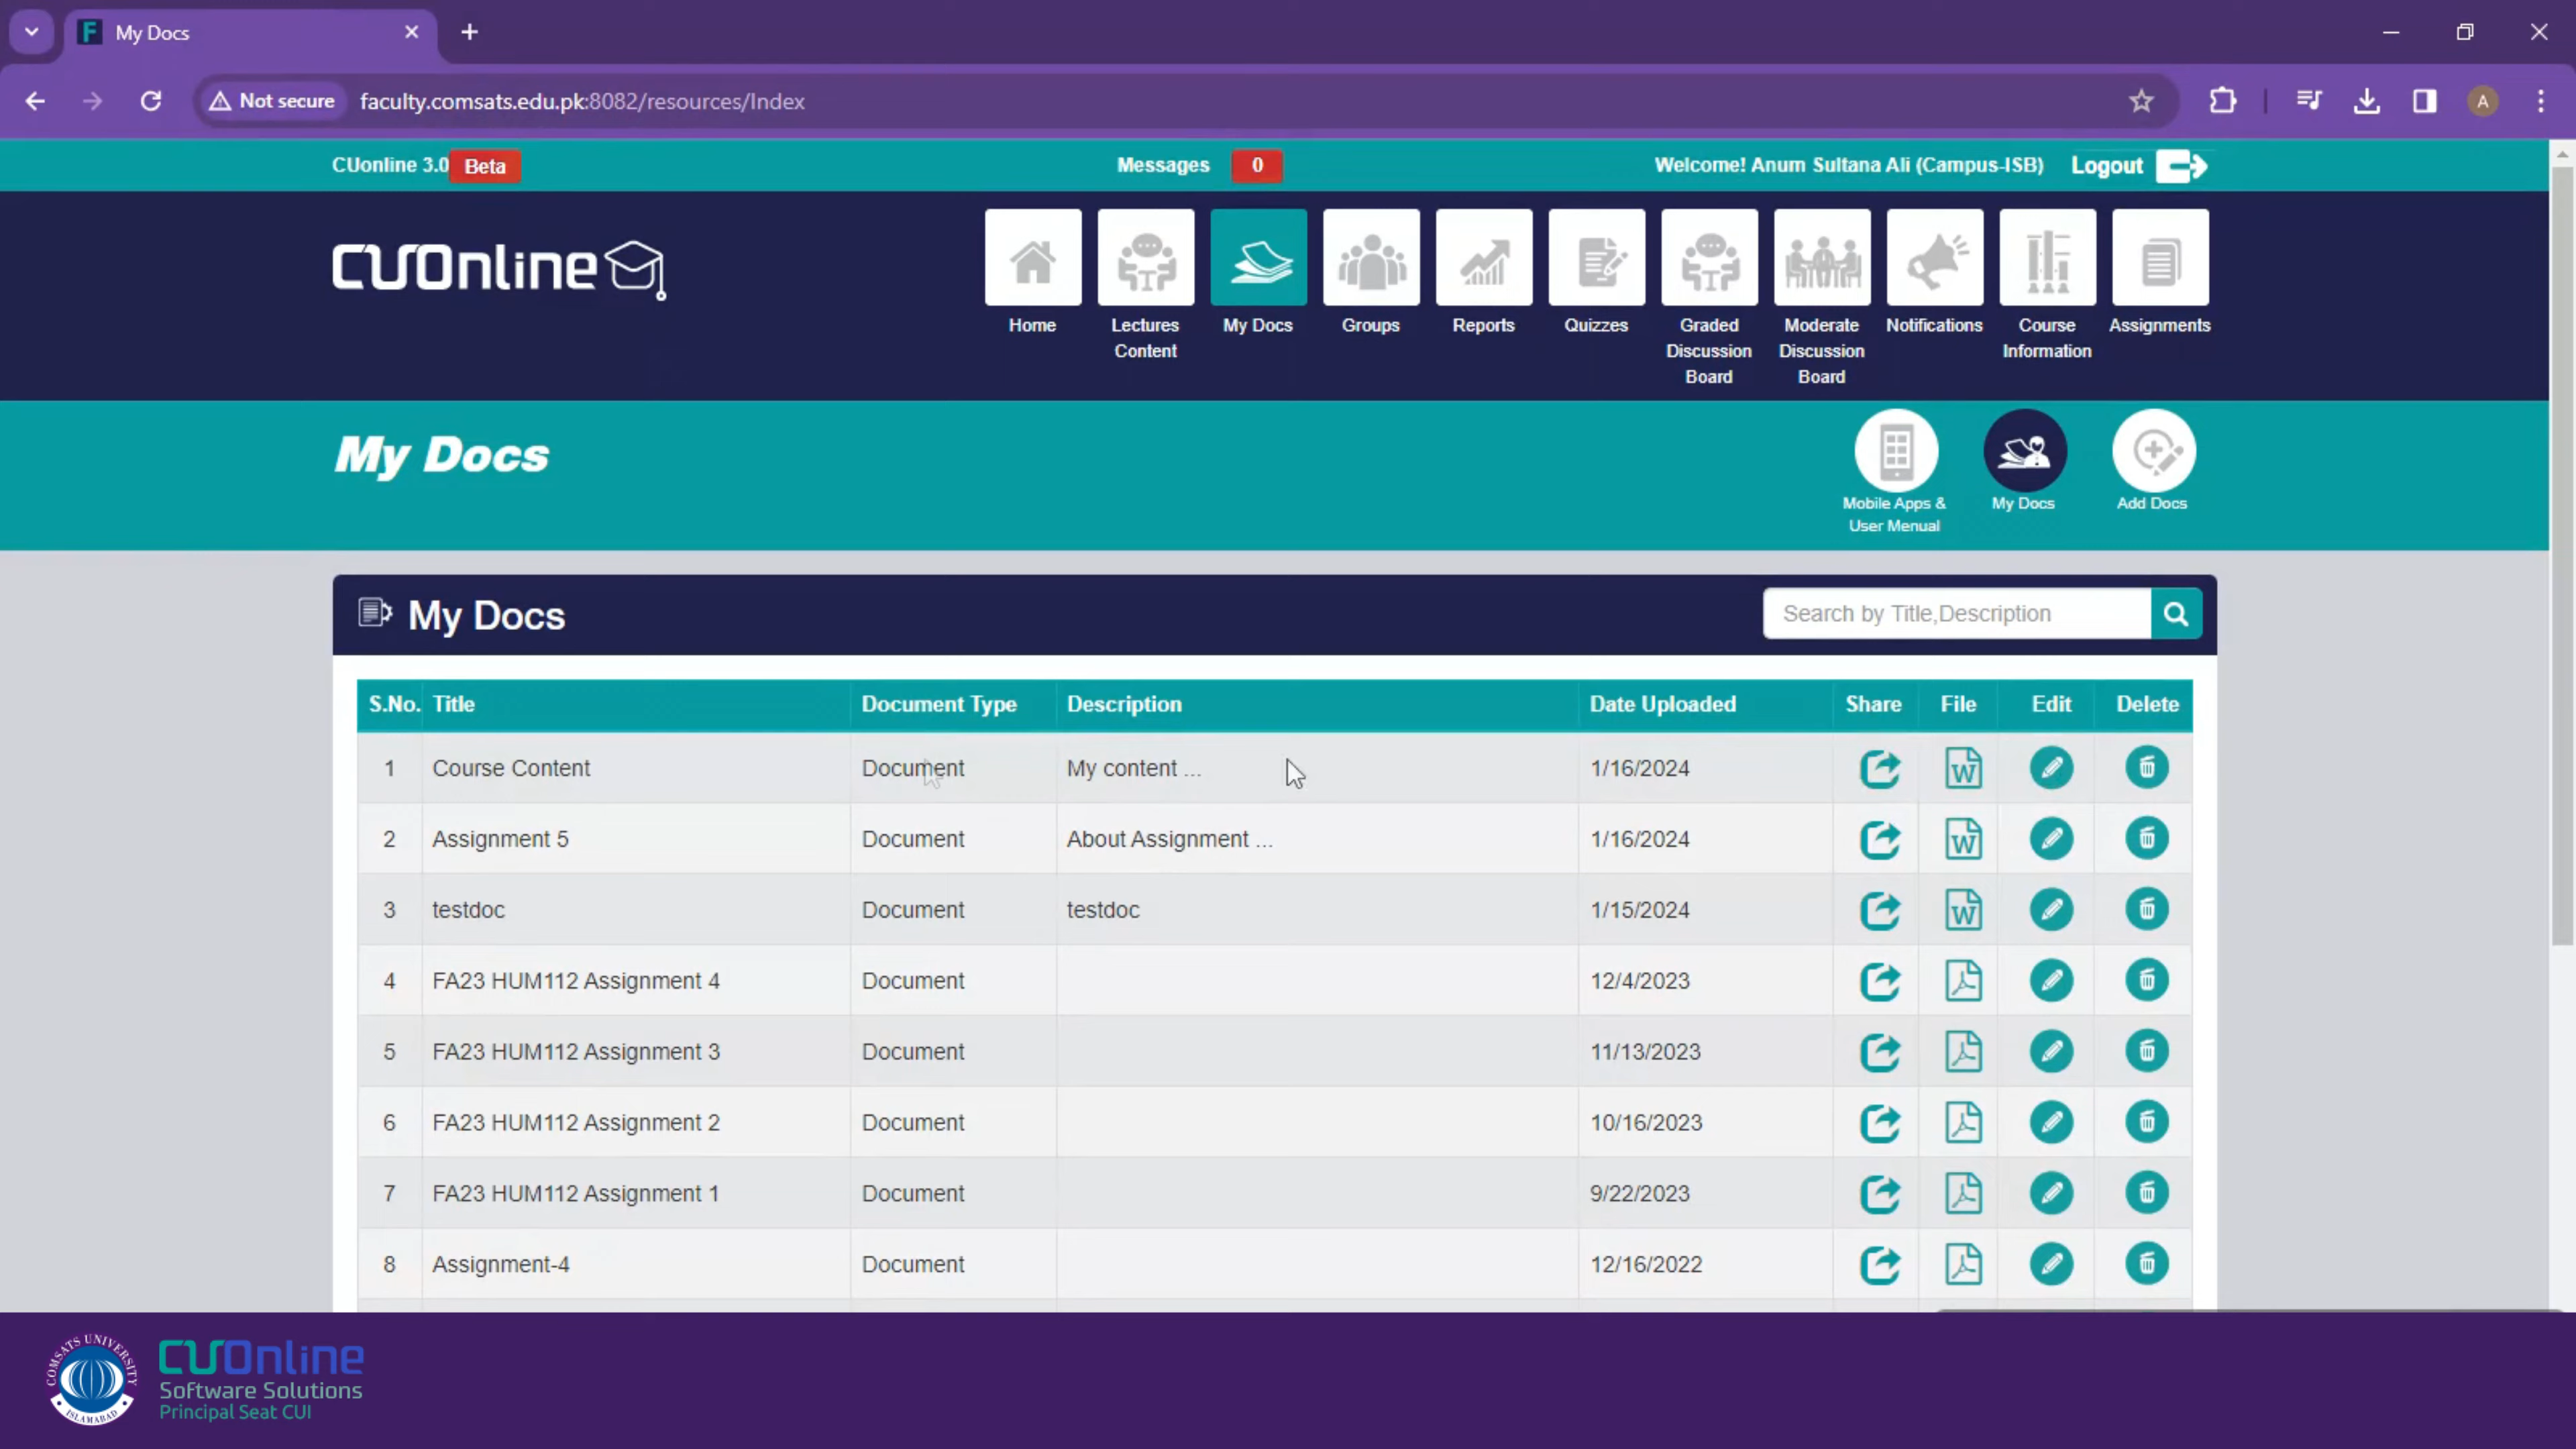 My Docs
Not secure faculty.comsats.edu.pk:8082/resources/Index A
CUonline 3.0 Beta Messages 0 Welcome! Anum Sultana Ali (Campus-ISB) Logout
CUOnline
Home
Lectures Content
My Docs
Groups
Reports
Quizzes
Graded Discussion Board
Moderate Discussion Board
Notifications
Course Information
Assignments
My Docs
Mobile Apps & User Menual
My Docs
Add Docs
My Docs Search by Title,Description
S.No. Title Document Type Description Date Uploaded Share File Edit Delete
1 Course Content Document My content ... 1/16/2024
2 Assignment 5 Document About Assignment ... 1/16/2024
3 testdoc Document testdoc 1/15/2024
4 FA23 HUM112 Assignment 4 Document 12/4/2023
5 FA23 HUM112 Assignment 3 Document 11/13/2023
6 FA23 HUM112 Assignment 2 Document 10/16/2023
7 FA23 HUM112 Assignment 1 Document 9/22/2023
8 Assignment-4 Document 12/16/2022
COMSATS UNIVERSITY ISLAMABAD
CUOnline
Software Solutions
Principal Seat CUI